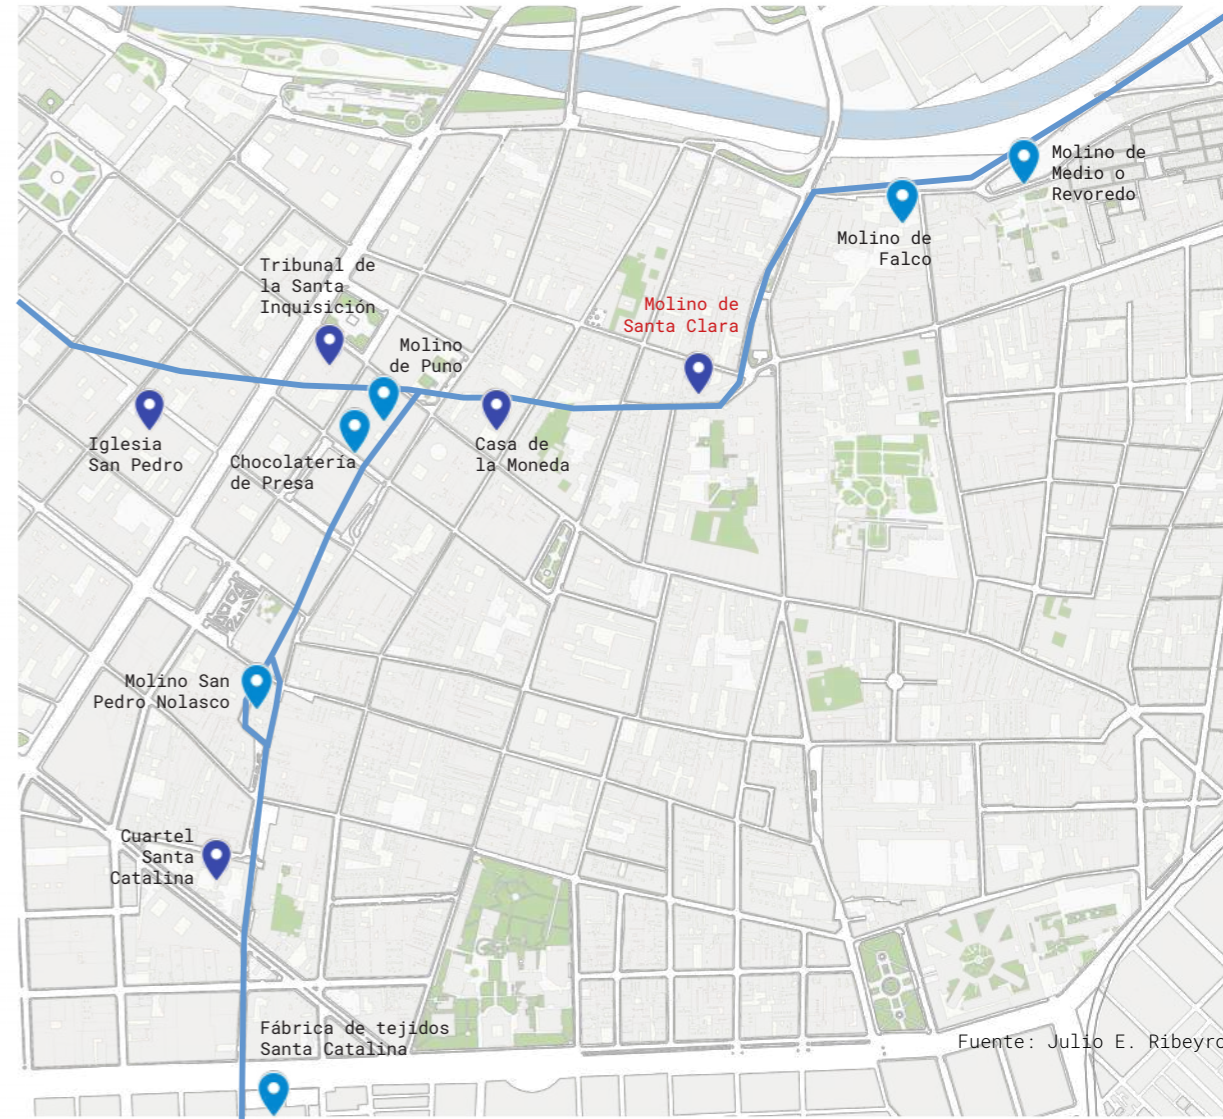 Molino de
Medio o
Revoredo
Molino de
Falco
Tribunal de
la Santa
Inquisición
Molino de
Santa Clara
Molino
de Puno
Iglesia
San Pedro
Chocolatería
de Presa
Casa de
la Moneda
Molino San
Pedro Nolasco
Cuartel
Santa
Catalina
Fábrica de tejidos
Santa Catalina
Fuente: Julio E. Ribeyro